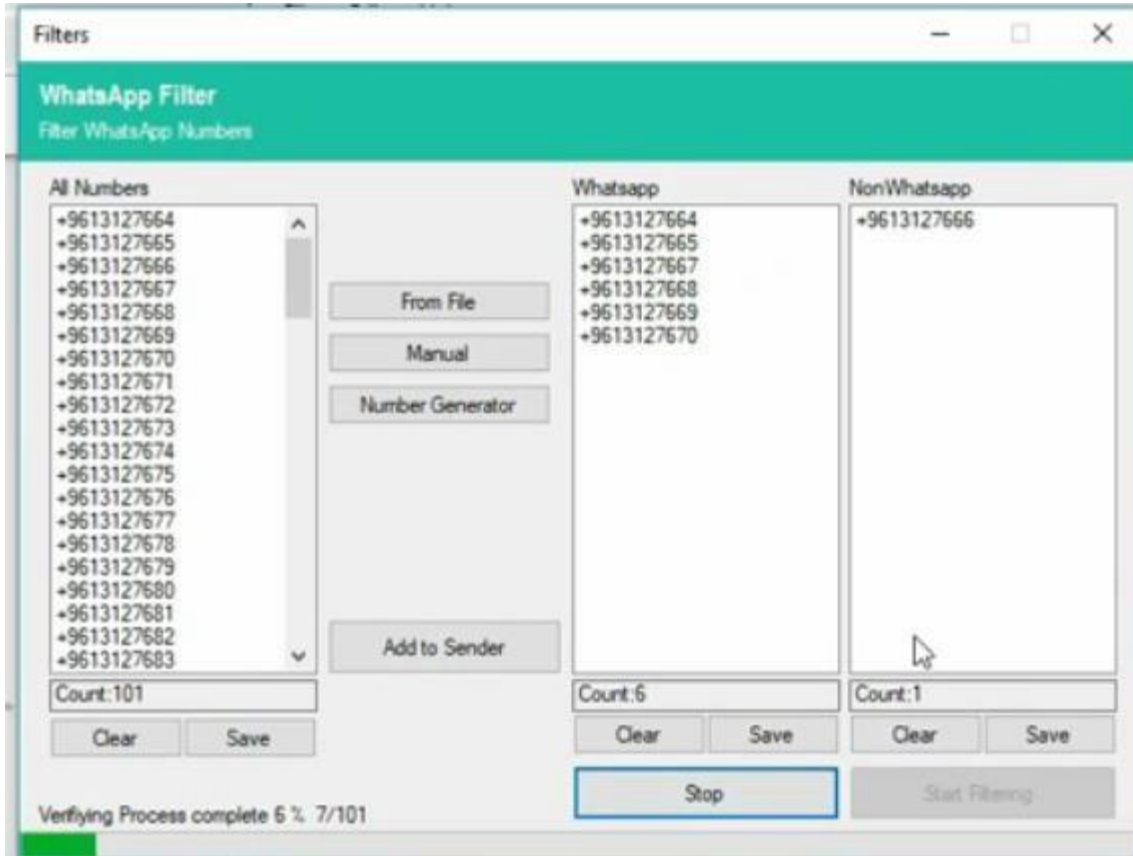 Filters
WhatsApp Filter
Filter WhatsApp Numbers
All Numbers
+9613127664
+9613127665
+9613127666
+9613127667
+9613127668
+9613127669
+9613127670
+9613127671
+9613127672
+9613127673
+9613127674
+9613127675
+9613127676
+9613127677
+9613127678
+9613127679
+9613127680
+9613127681
+9613127682
+9613127683
Count:101
Clear
Save
From File
Manual
Number Generator
Add to Sender
Whatsapp
+9613127664
+9613127665
+9613127667
+9613127668
+9613127669
+9613127670
Count:6
Clear
Save
Stop
NonWhatsapp
+9613127666
Count:1
Clear
Save
Start Filtering
Verifiying Process complete 6 % 7/101